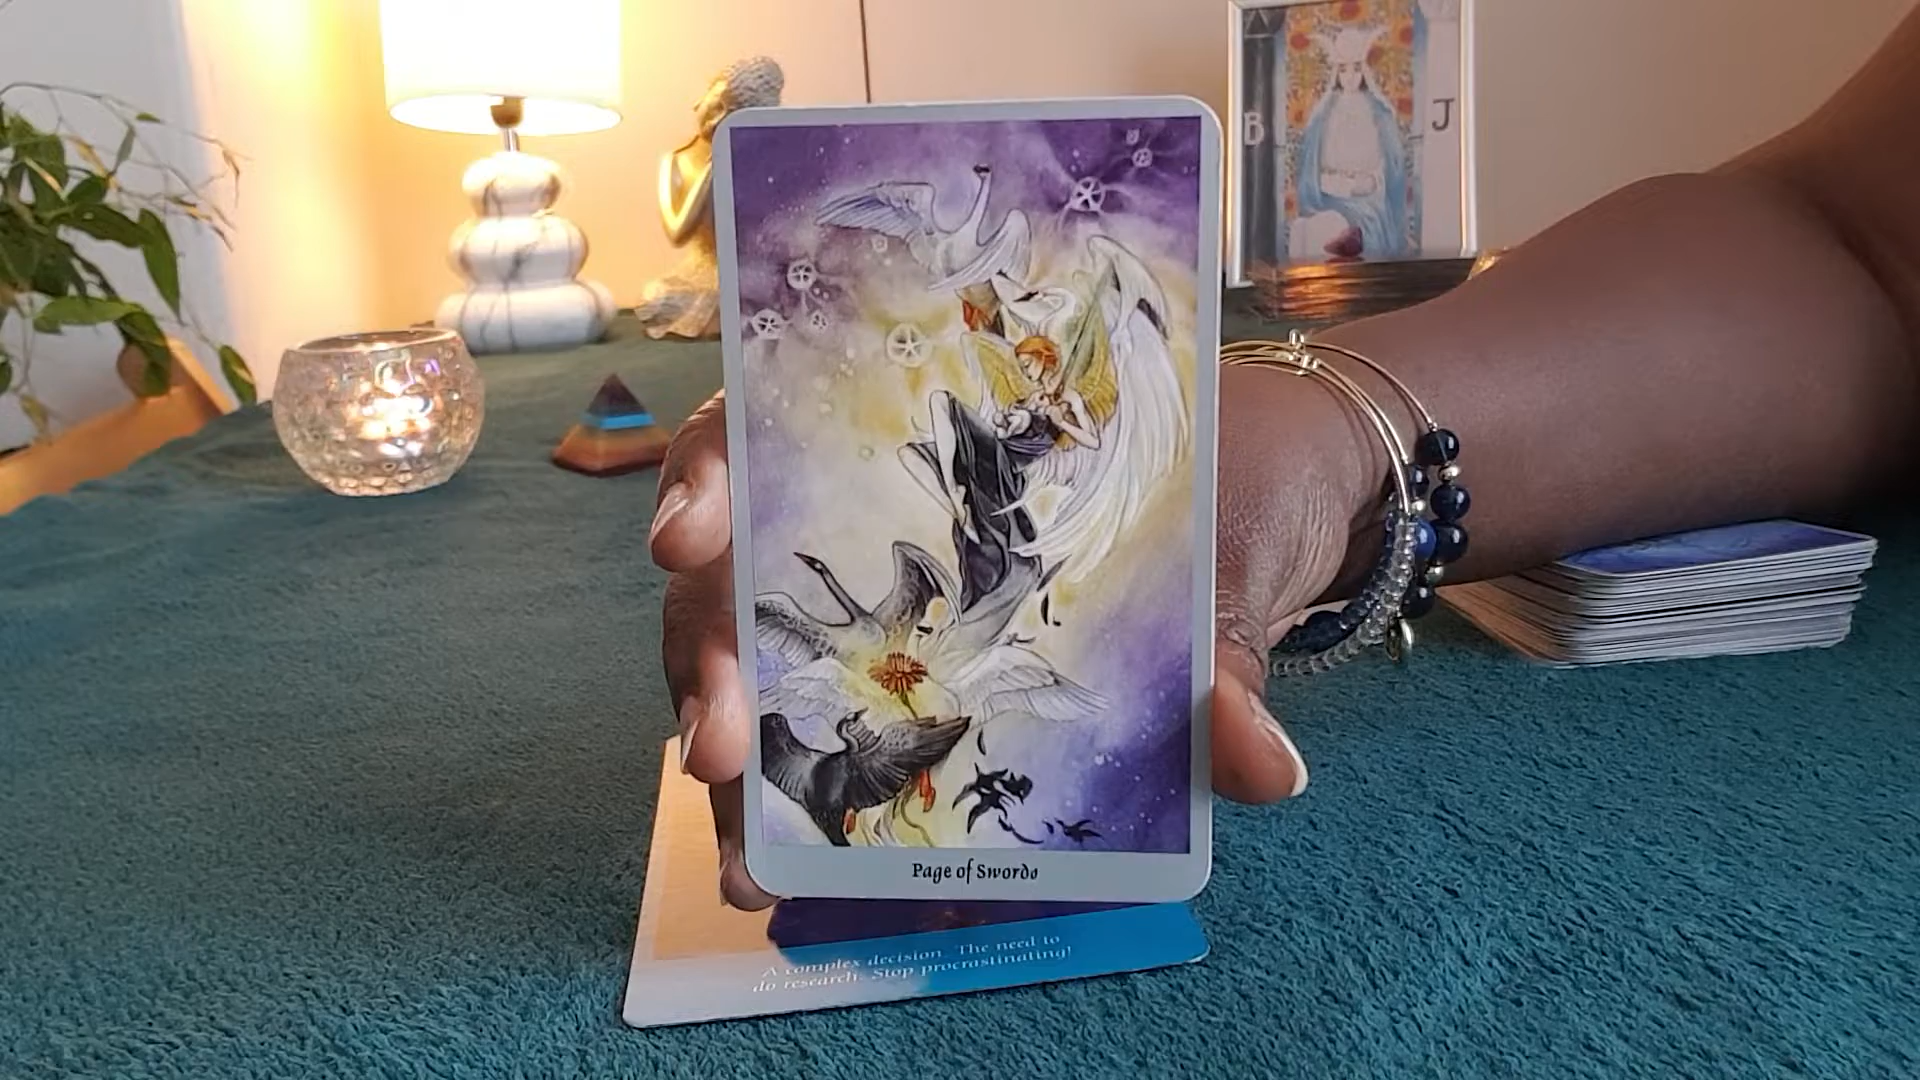 B
J
Page of Swords
A complex decision. The need to
do research. Stop procrastinating!